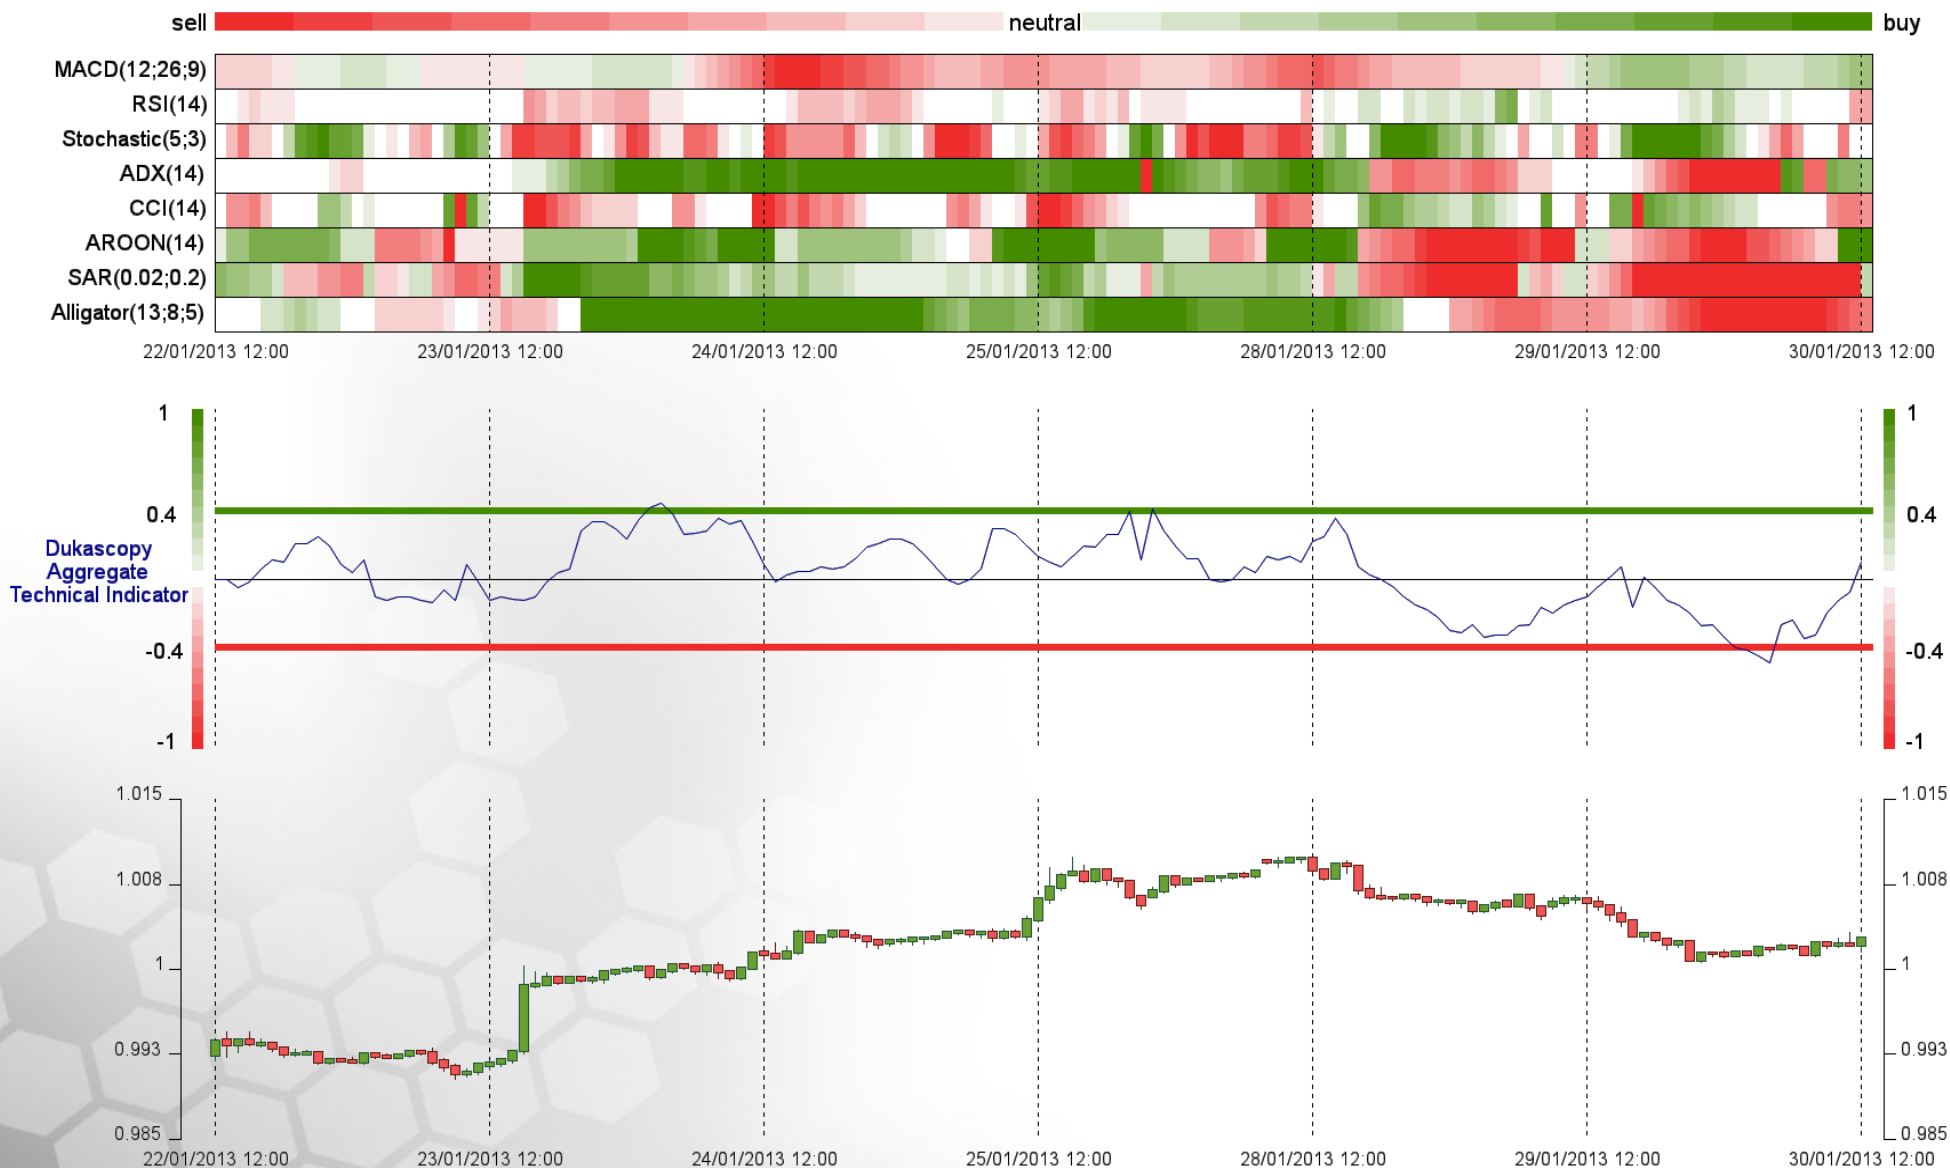 sell neutral buy
MACD(12;26;9)
RSI(14)
Stochastic(5;3)
ADX(14)
CCI(14)
AROON(14)
SAR(0.02;0.2)
Alligator(13;8;5)
22/01/2013 12:00 23/01/2013 12:00 24/01/2013 12:00 25/01/2013 12:00 28/01/2013 12:00 29/01/2013 12:00 30/01/2013 12:00
1 1
0.4 0.4
Dukascopy
Aggregate
Technical Indicator
-0.4 -0.4
-1 -1
1.015 1.015
1.008 1.008
1 1
0.993 0.993
0.985 0.985
22/01/2013 12:00 23/01/2013 12:00 24/01/2013 12:00 25/01/2013 12:00 28/01/2013 12:00 29/01/2013 12:00 30/01/2013 12:00